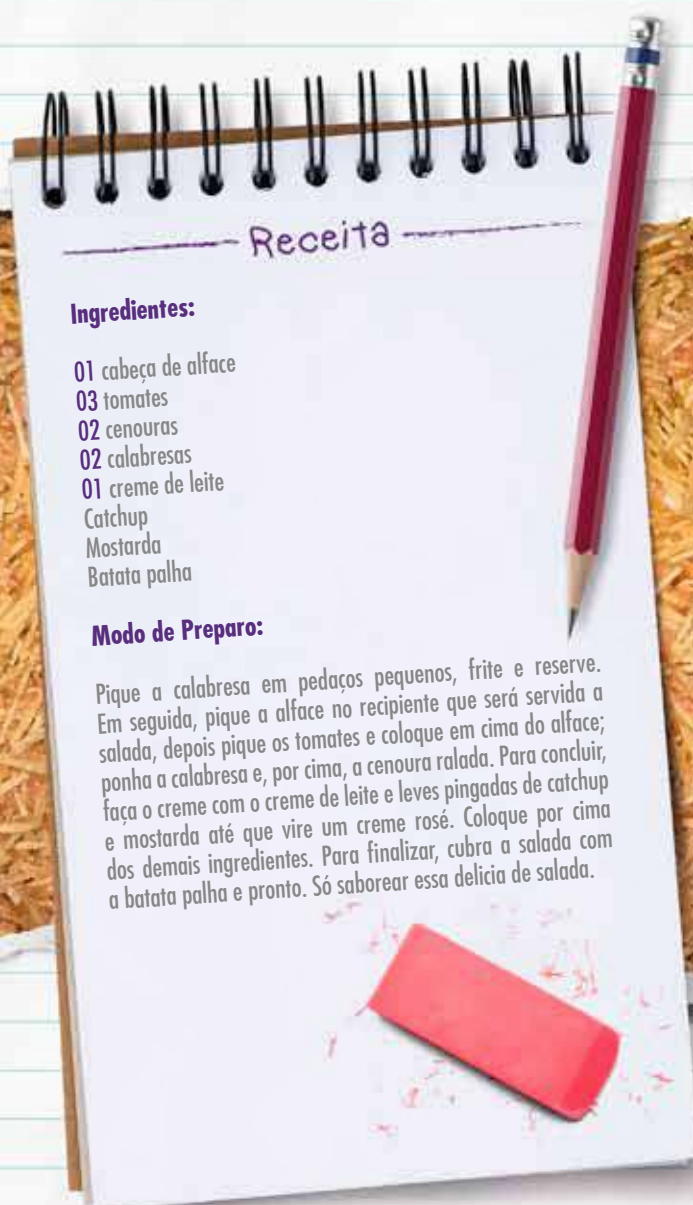 Receita
Ingredientes:
01 cabeça de alface
03 tomates
02 cenouras
02 calabresas
01 creme de leite
Catchup
Mostarda
Batata palha
Modo de Preparo:
Pique a calabresa em pedaços pequenos, frite e reserve.
Em seguida, pique a alface no recipiente que será servida a
salada, depois pique os tomates e coloque em cima do alface;
ponha a calabresa e, por cima, a cenoura ralada. Para concluir,
faça o creme com o creme de leite e leves pingadas de catchup
e mostarda até que vire um creme rosé. Coloque por cima
dos demais ingredientes. Para finalizar, cubra a salada com
a batata palha e pronto. Só saborear essa delicia de salada.